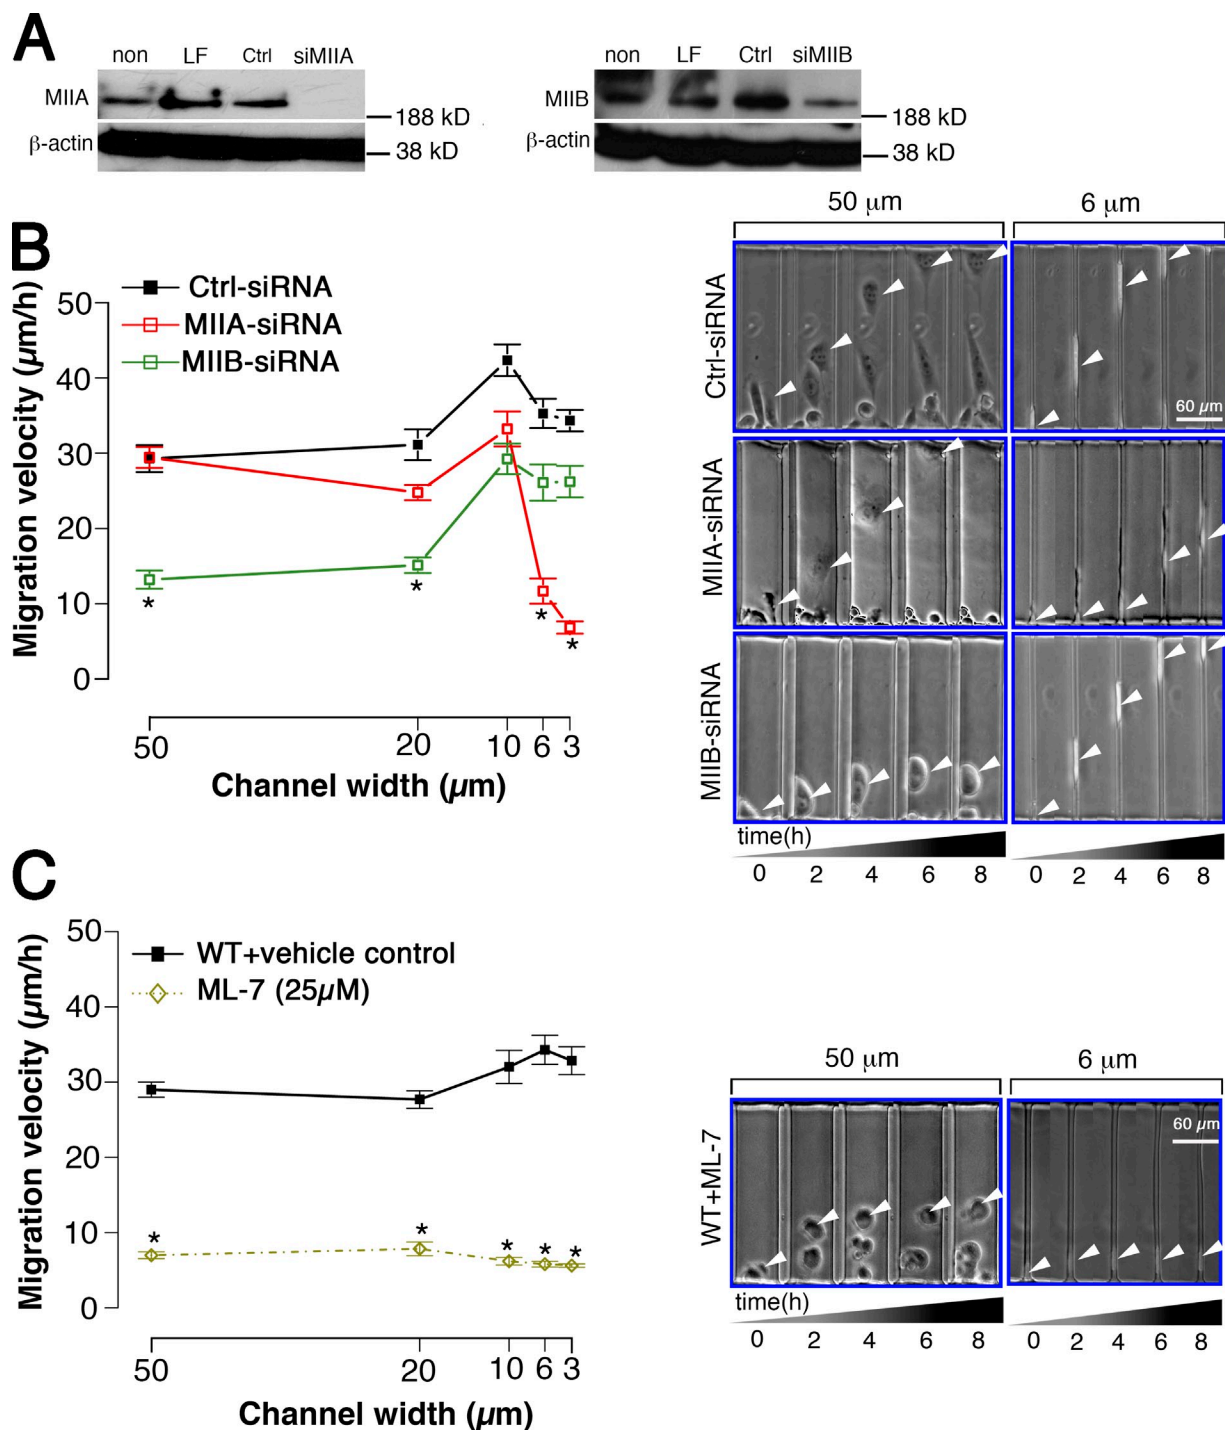 A
non LF Ctrl siMIIA
MIIA
188 kD
β-actin
38 kD
non LF Ctrl siMIIB
MIIB
188 kD
β-actin
38 kD
B
Ctrl-siRNA
MIIA-siRNA
MIIB-siRNA
Migration velocity (µm/h)
50
40
30
20
10
0
*
*
*
*
50 20 10 6 3
Channel width (µm)
50 µm 6 µm
Ctrl-siRNA
60 µm
MIIA-siRNA
MIIB-siRNA
time(h)
0 2 4 6 8 0 2 4 6 8
C
WT+vehicle control
ML-7 (25µM)
Migration velocity (µm/h)
50
40
30
20
10
0
* * * * *
50 20 10 6 3
Channel width (µm)
50 µm 6 µm
WT+ML-7
60 µm
time(h)
0 2 4 6 8 0 2 4 6 8